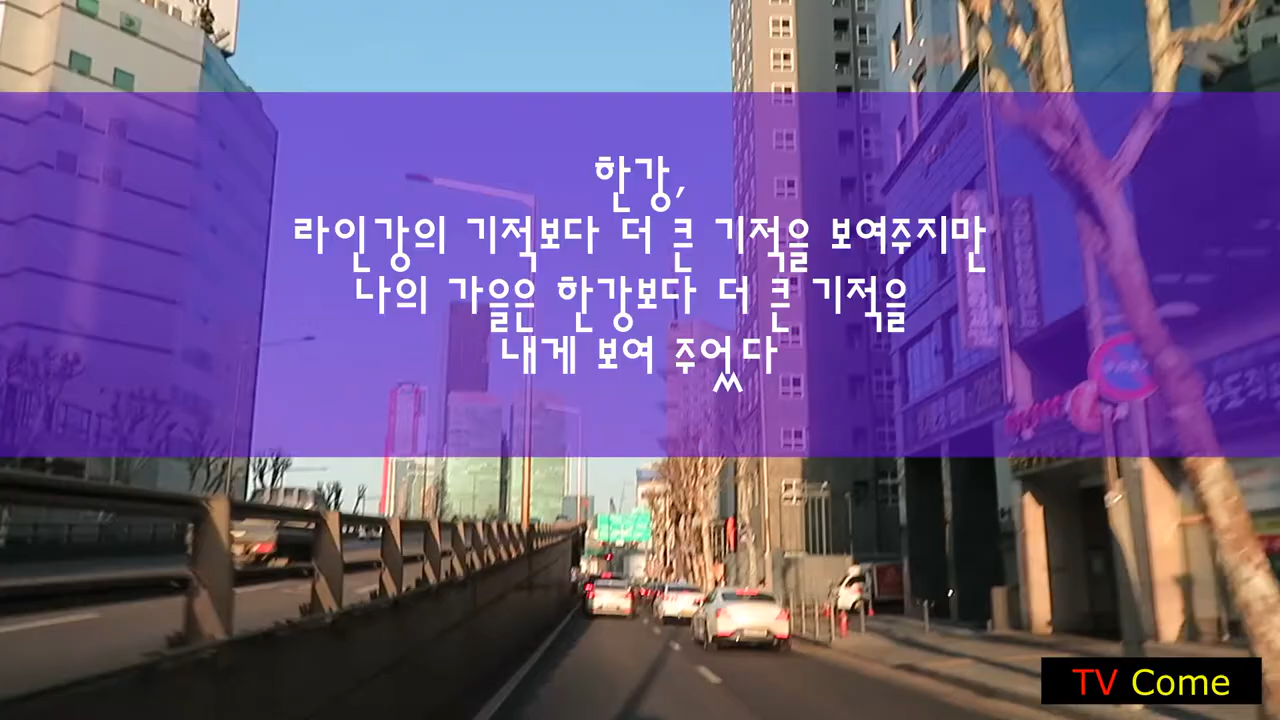 한강,
라인강의 기적보다 더 큰 기적을 보여주지만
나의 가을은 한강보다 더 큰 기적을
내게 보여 주었다
TV Come